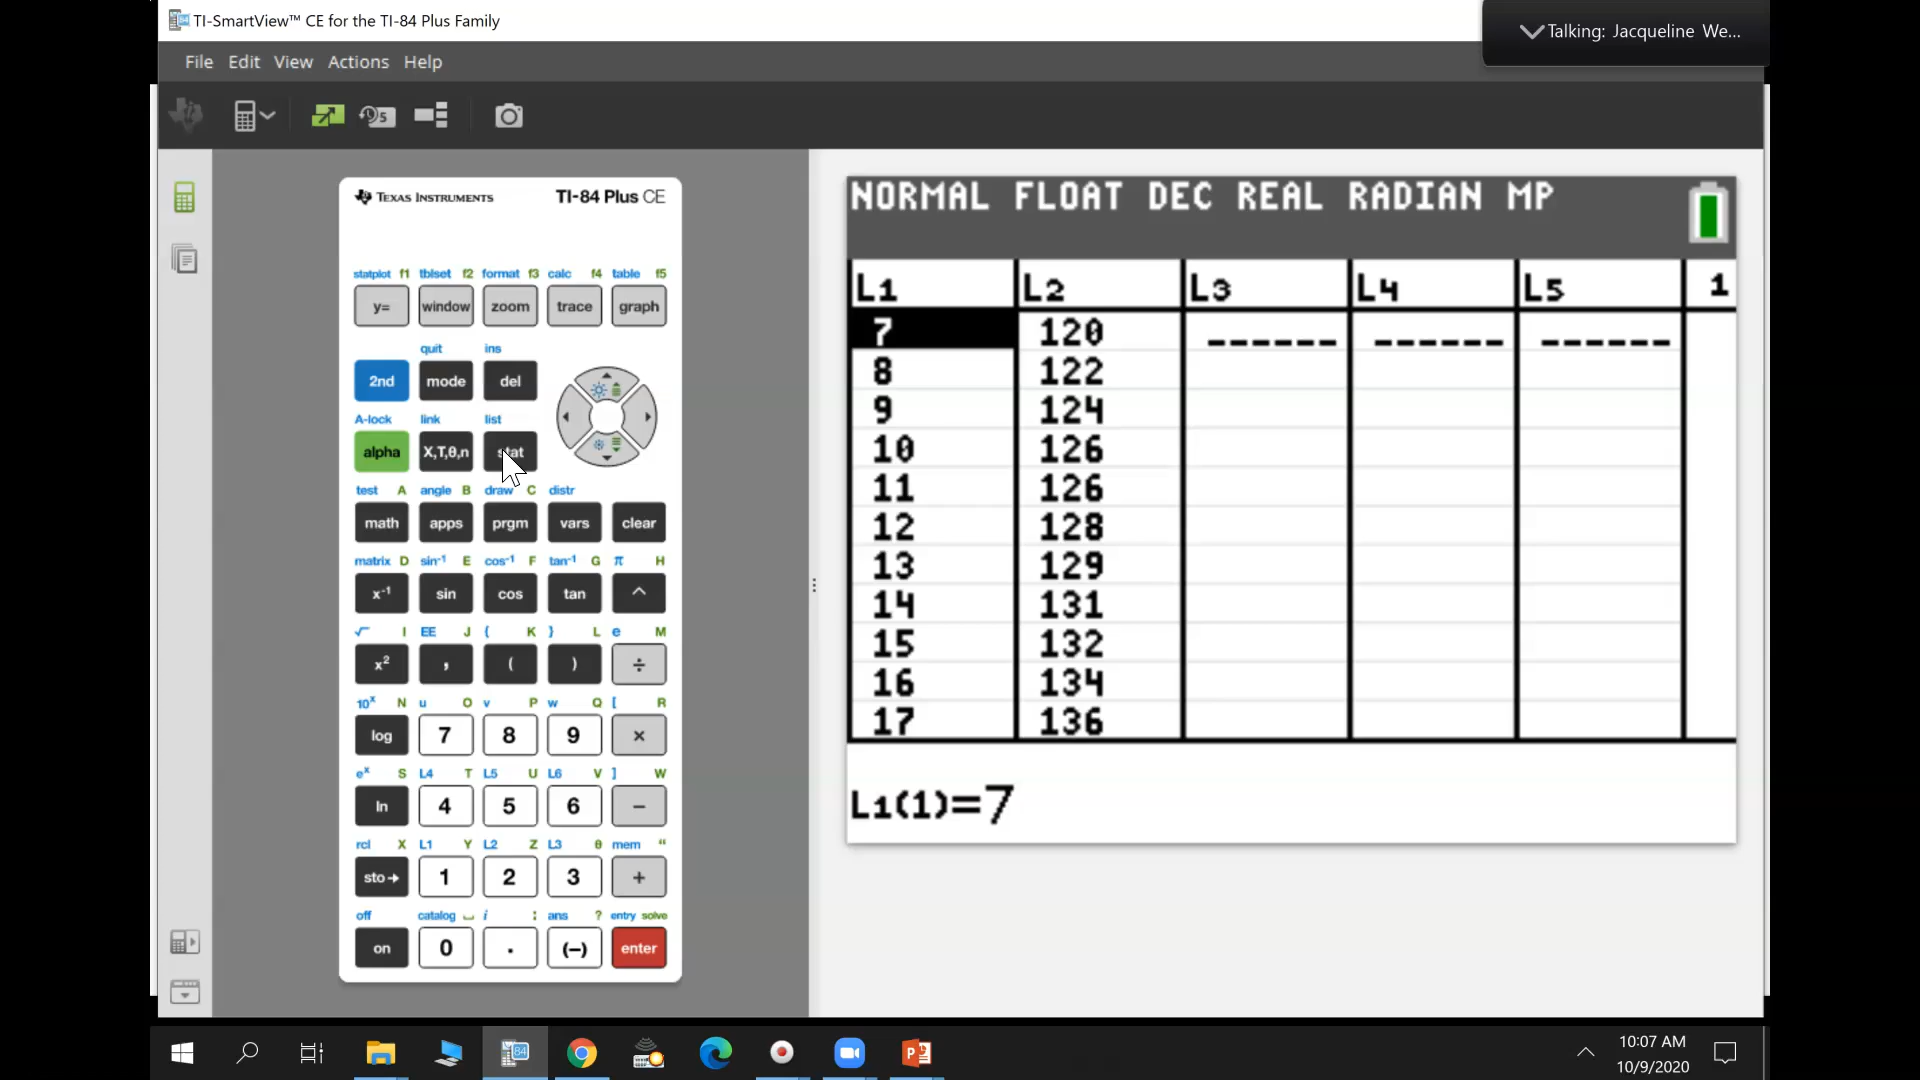 TI-SmartView™ CE for the TI-84 Plus Family
Talking: Jacqueline We...
File Edit View Actions Help
TEXAS INSTRUMENTS TI-84 Plus CE
statplot f1 tblset f2 format f3 calc f4 table f5
y= window zoom trace graph
quit ins
2nd mode del
A-lock link list
alpha X,T,θ,n stat
test A angle B draw C distr
math apps prgm vars clear
matrix D sin-1 E cos-1 F tan-1 G π H
x-1 sin cos tan ^
√ I EE J { K } L e M
x² , ( ) ÷
10x N u O v P w Q [ R
log 7 8 9 ×
ex S L4 T L5 U L6 V ] W
ln 4 5 6 −
rcl X L1 Y L2 Z L3 θ mem “
sto→ 1 2 3 +
off catalog ⎵ i : ans ? entry solve
on 0 . (–) enter
NORMAL FLOAT DEC REAL RADIAN MP
L1 L2 L3 L4 L5 1
7 120 ------ ------ ------
8 122
9 124
10 126
11 126
12 128
13 129
14 131
15 132
16 134
17 136
L1(1)=7
10:07 AM
10/9/2020